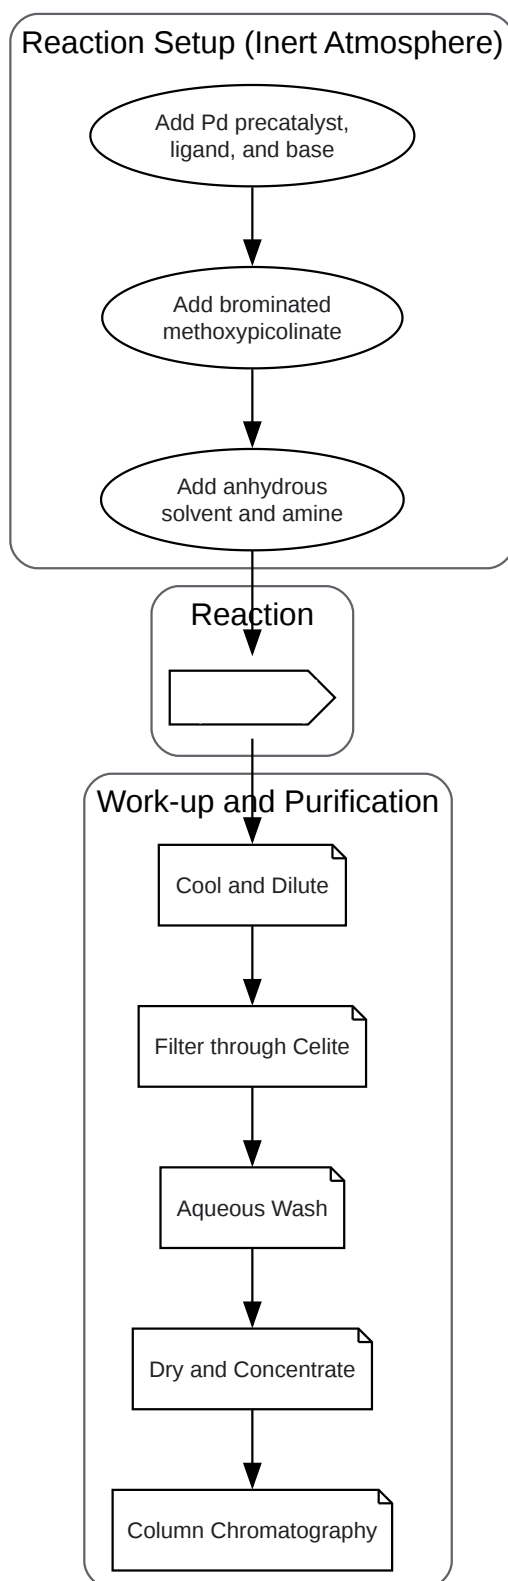 Reaction Setup (Inert Atmosphere)
Add Pd precatalyst,
ligand, and base
Add brominated
methoxypicolinate
Add anhydrous
solvent and amine
Reaction
Work-up and Purification
Cool and Dilute
Filter through Celite
Aqueous Wash
Dry and Concentrate
Column Chromatography